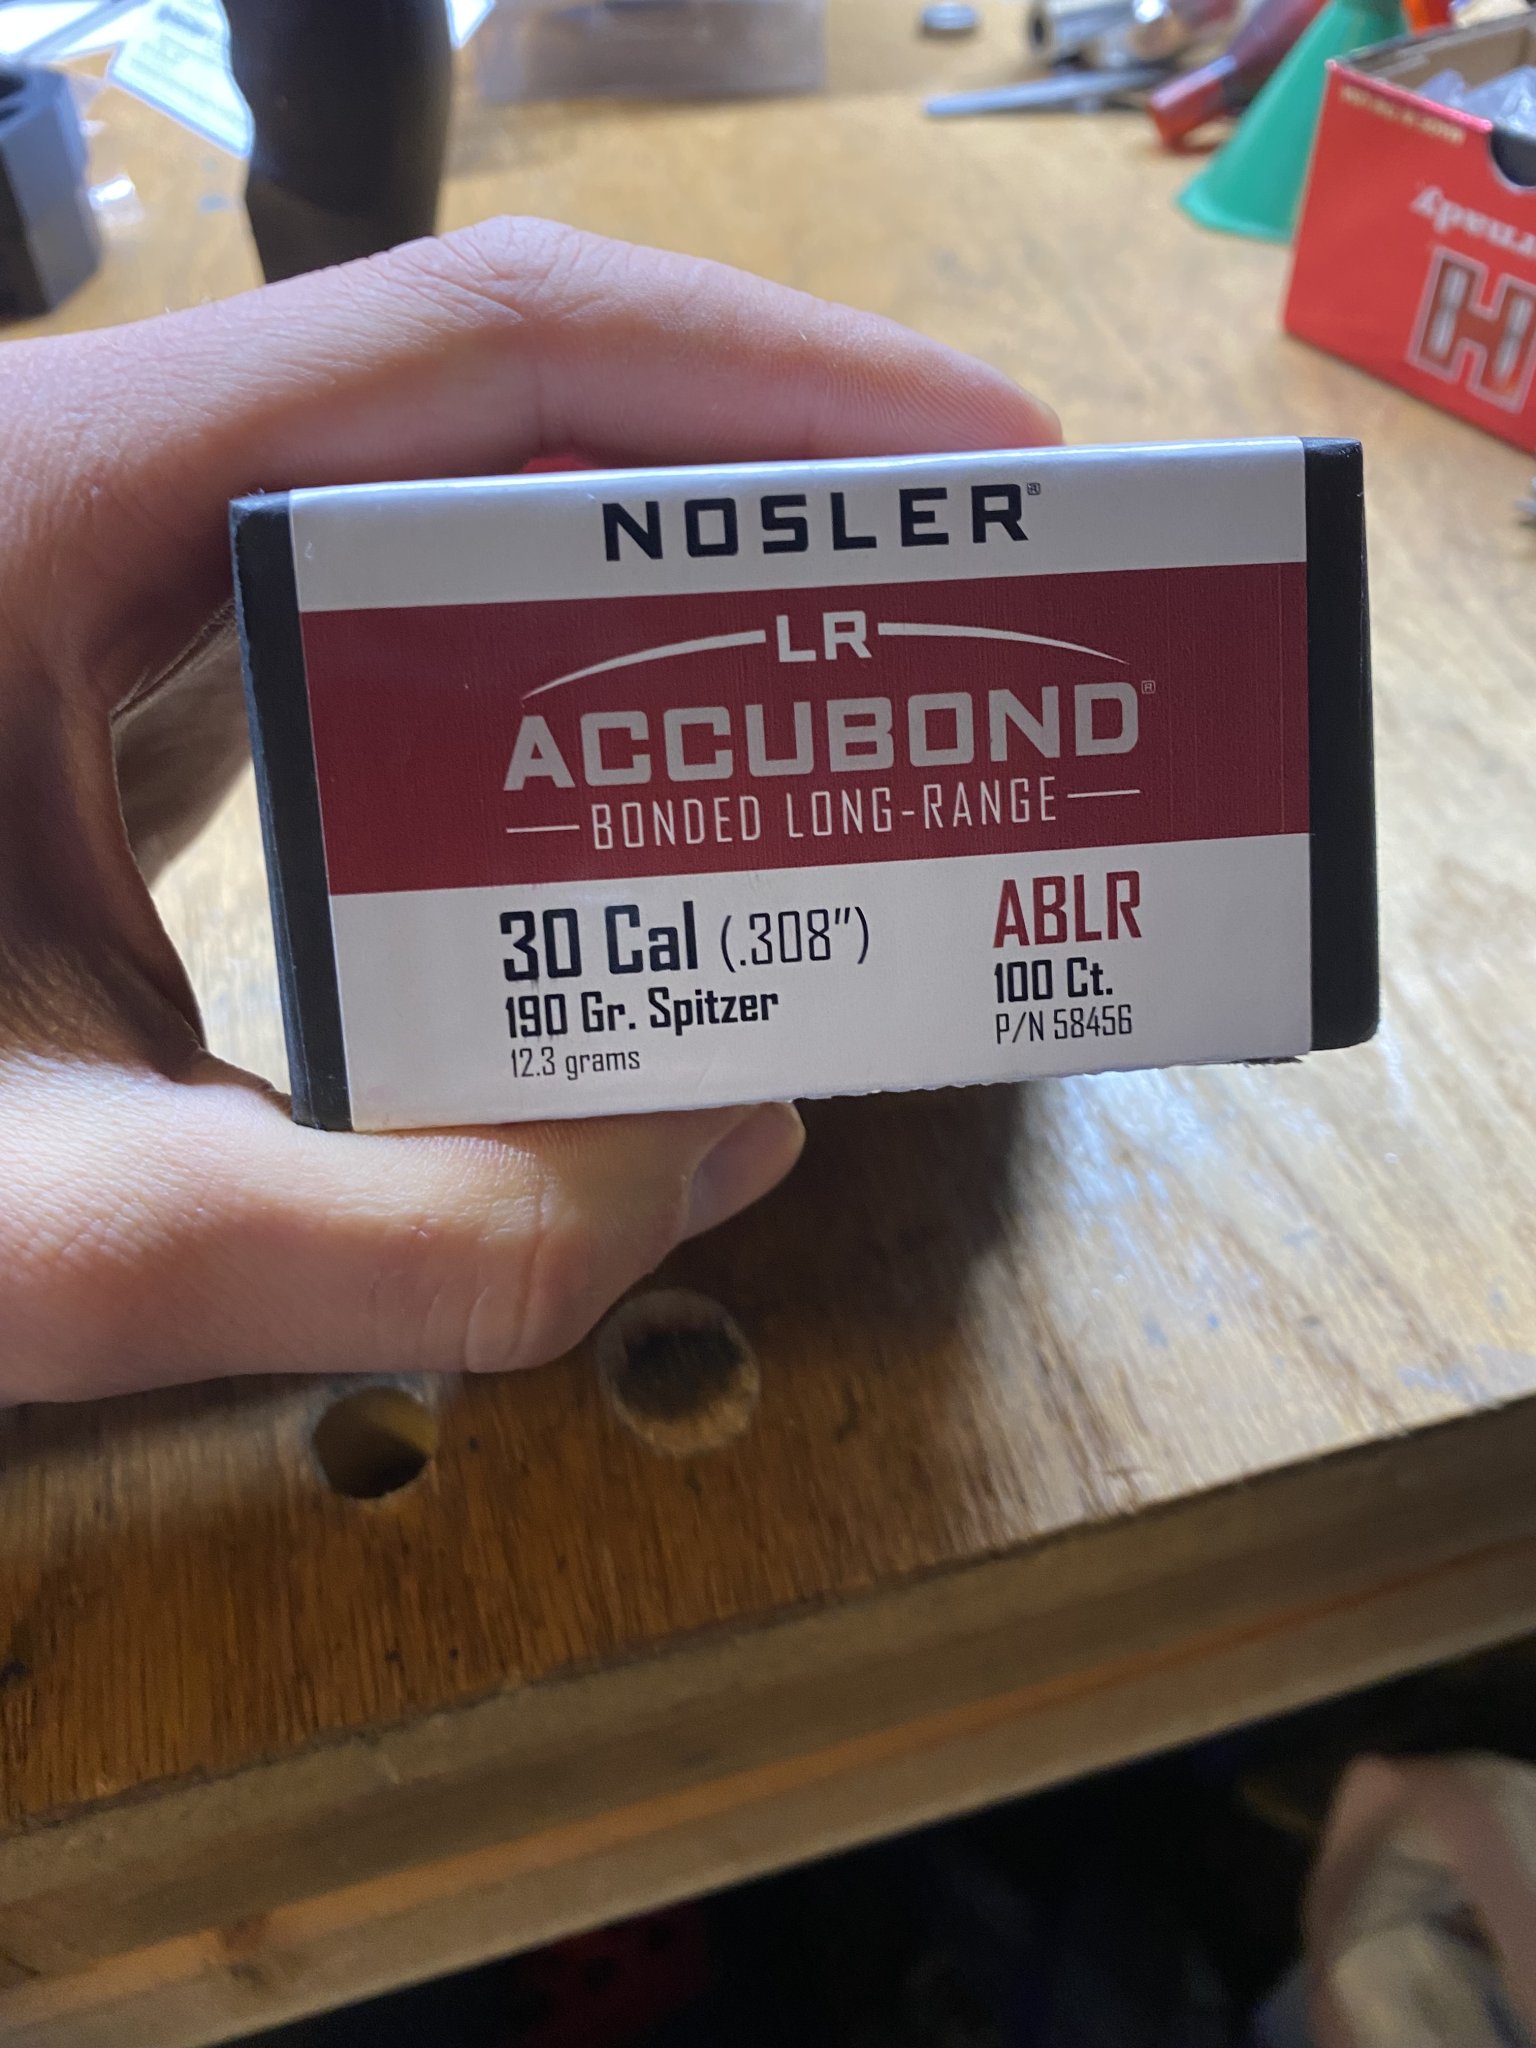 NOSLER®
LR
ACCUBOND®
BONDED LONG-RANGE
30 Cal (.308")
190 Gr. Spitzer
12.3 grams
ABLR
100 Ct.
P/N 58456
rnady
H